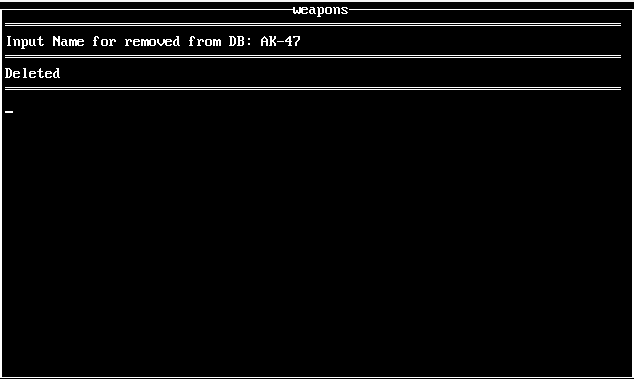 weapons
Input Name for removed from DB: AK-47
Deleted